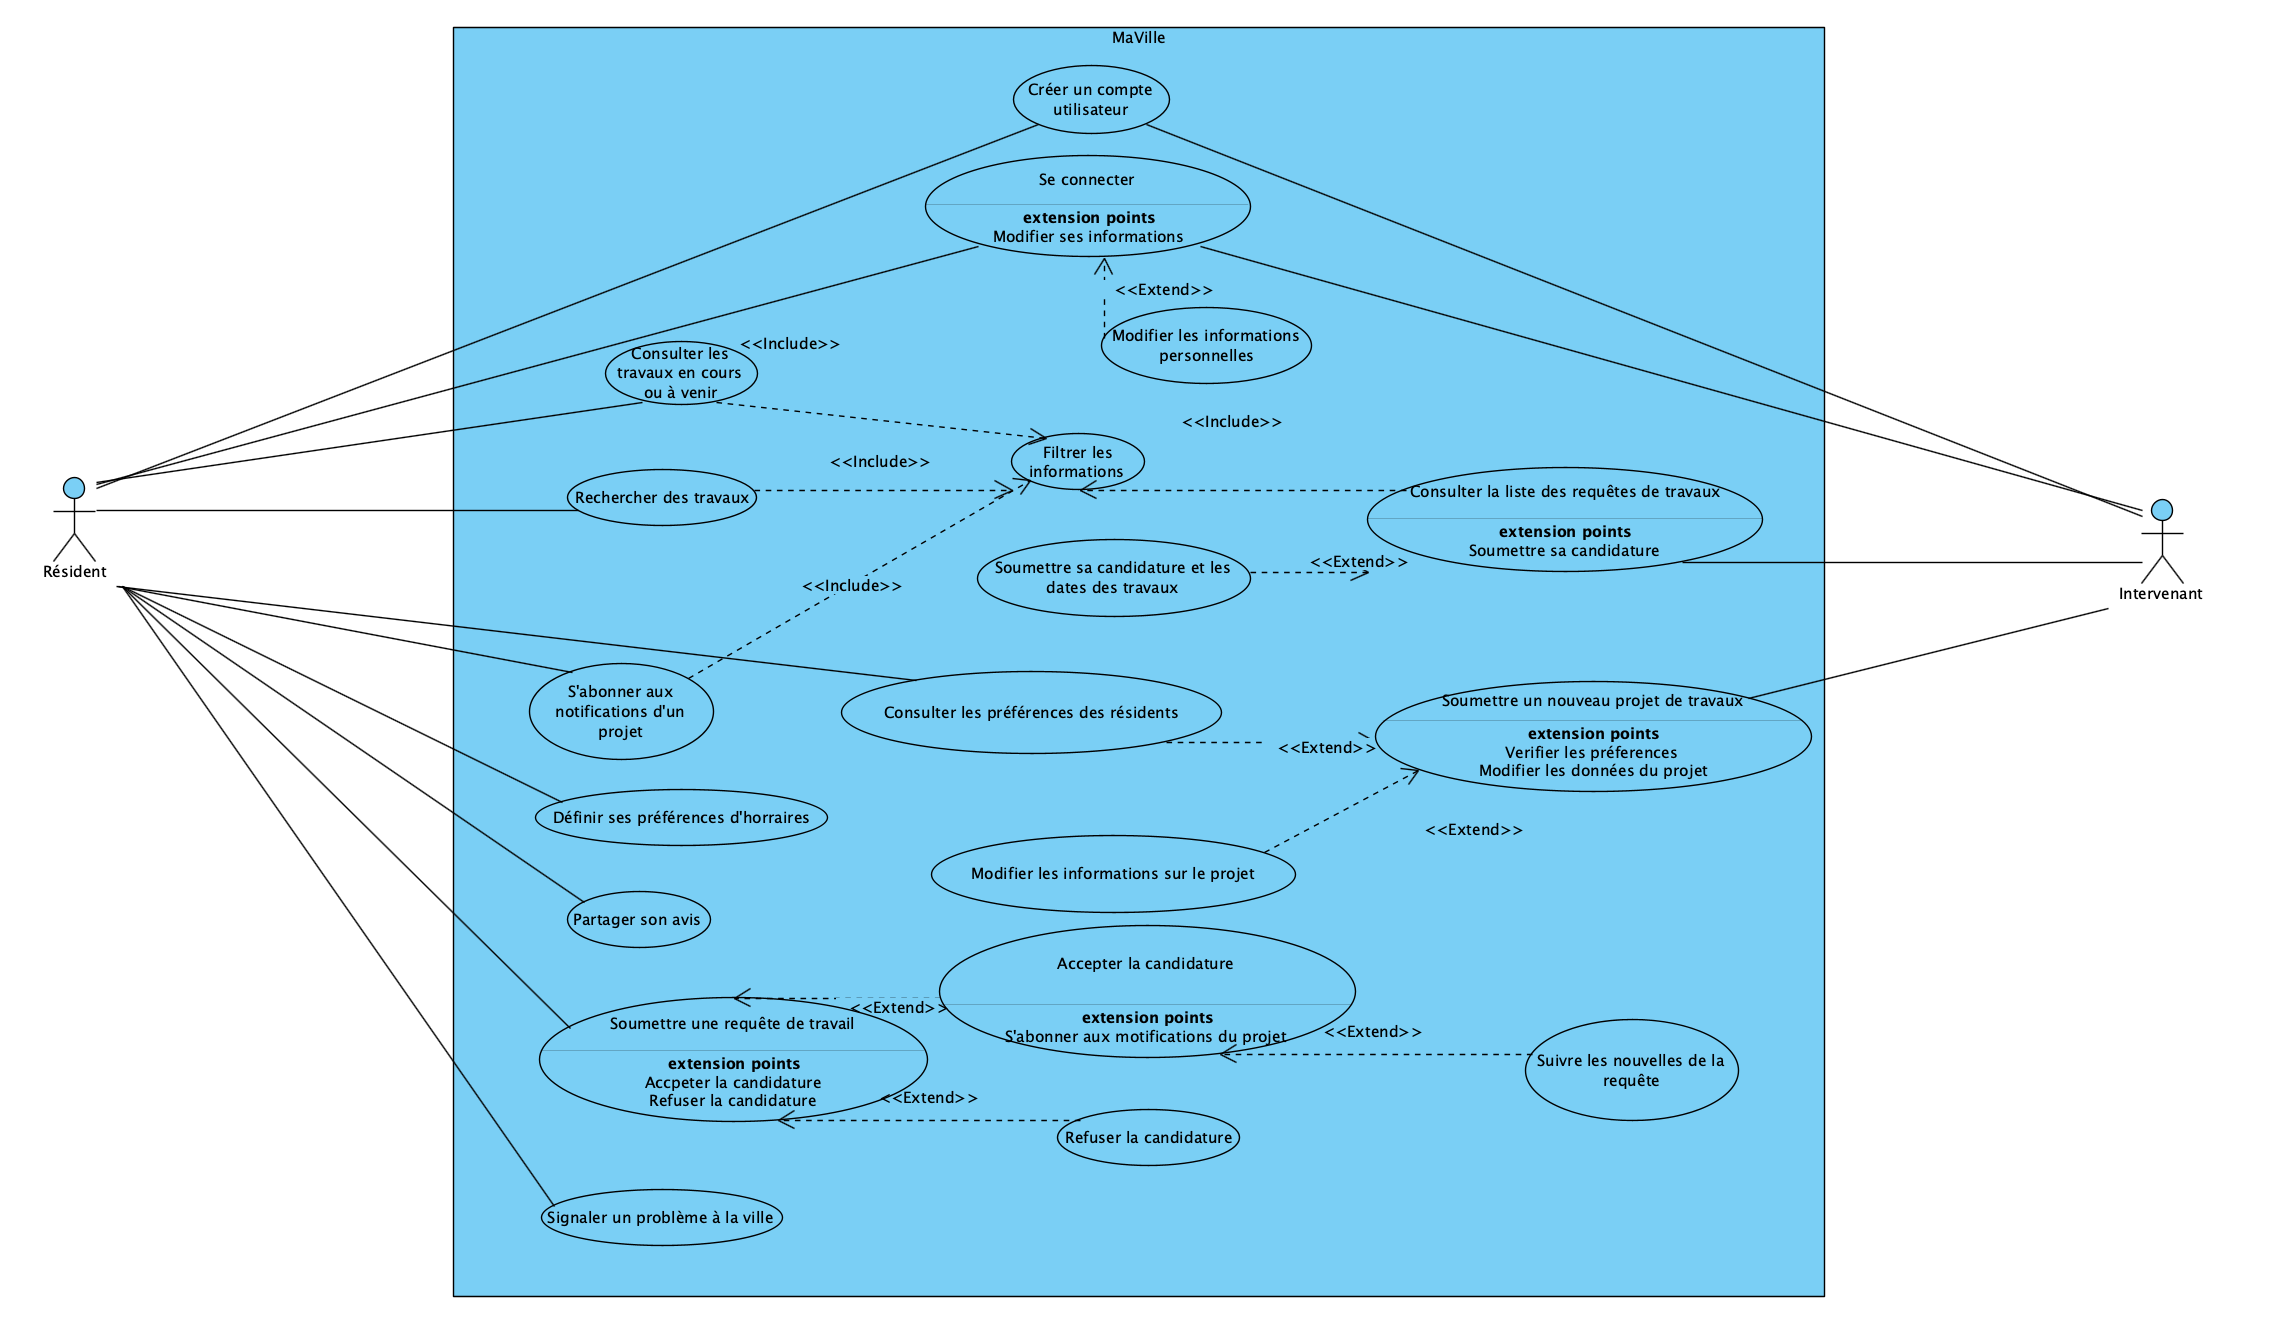 MaVille
Créer un compte
utilisateur
Se connecter
extension points
Modifier ses informations
<<Extend>>
Modifier les informations
personnelles
<<Include>>
Consulter les
travaux en cours
ou à venir
<<Include>>
Filtrer les
informations
<<Include>>
Rechercher des travaux
Consulter la liste des requêtes de travaux
extension points
Soumettre sa candidature
<<Extend>>
Soumettre sa candidature et les
dates des travaux
Résident
Intervenant
<<Include>>
S'abonner aux
notifications d'un
projet
Consulter les préférences des résidents
Soumettre un nouveau projet de travaux
extension points
Verifier les préferences
Modifier les données du projet
<<Extend>>
Définir ses préférences d'horraires
<<Extend>>
Modifier les informations sur le projet
Partager son avis
Accepter la candidature
extension points
S'abonner aux motifications du projet
<<Extend>>
<<Extend>>
Soumettre une requête de travail
extension points
Accpeter la candidature
Refuser la candidature
Suivre les nouvelles de la
requête
<<Extend>>
Refuser la candidature
Signaler un problème à la ville